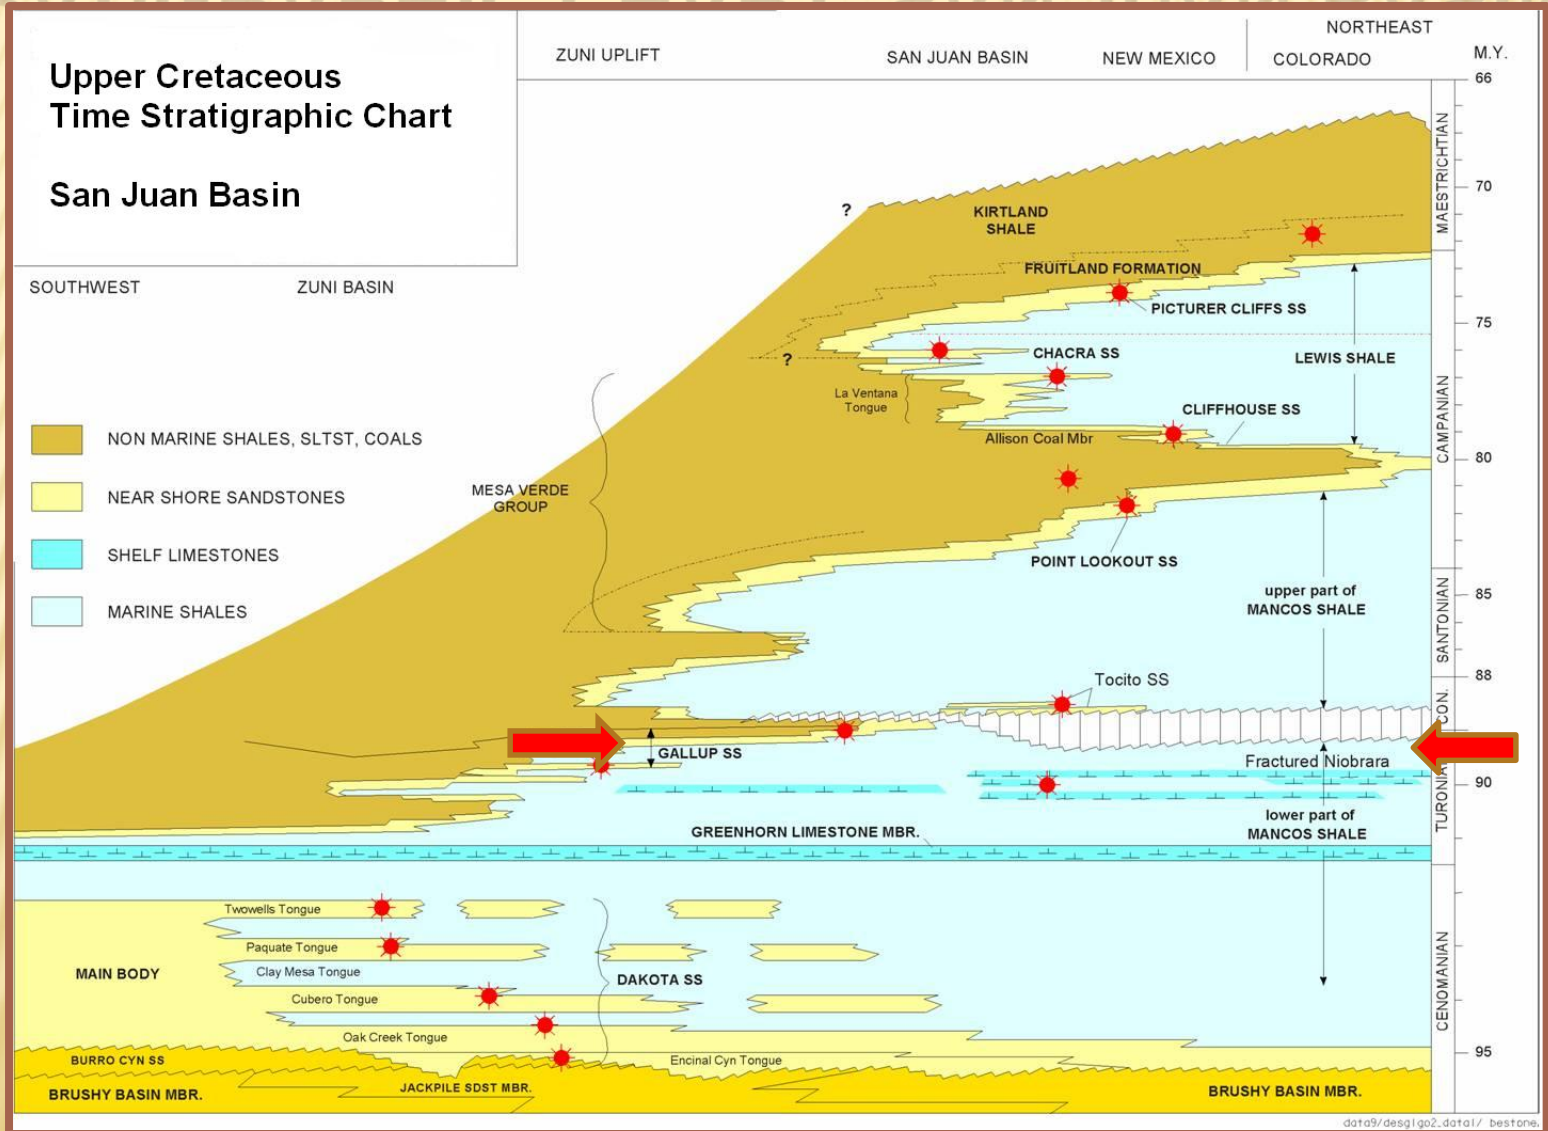 Upper Cretaceous
Time Stratigraphic Chart
San Juan Basin
ZUNI UPLIFT
SAN JUAN BASIN
NEW MEXICO
NORTHEAST
COLORADO
M.Y.
SOUTHWEST
ZUNI BASIN
66
70
75
80
85
88
90
95
MAESTRICHTIAN
CAMPANIAN
SANTONIAN
CON.
TURONIA
CENOMANIAN
?
KIRTLAND
SHALE
FRUITLAND FORMATION
PICTURER CLIFFS SS
?
CHACRA SS
LEWIS SHALE
La Ventana
Tongue
CLIFFHOUSE SS
Allison Coal Mbr
NON MARINE SHALES, SLTST, COALS
NEAR SHORE SANDSTONES
SHELF LIMESTONES
MARINE SHALES
MESA VERDE
GROUP
POINT LOOKOUT SS
upper part of
MANCOS SHALE
Tocito SS
GALLUP SS
Fractured Niobrara
lower part of
MANCOS SHALE
GREENHORN LIMESTONE MBR.
Twowells Tongue
Paquate Tongue
MAIN BODY
Clay Mesa Tongue
DAKOTA SS
Cubero Tongue
Oak Creek Tongue
BURRO CYN SS
Encinal Cyn Tongue
BRUSHY BASIN MBR.
JACKPILE SDST MBR.
BRUSHY BASIN MBR.
data9/desglgo2_data1/ bestone.